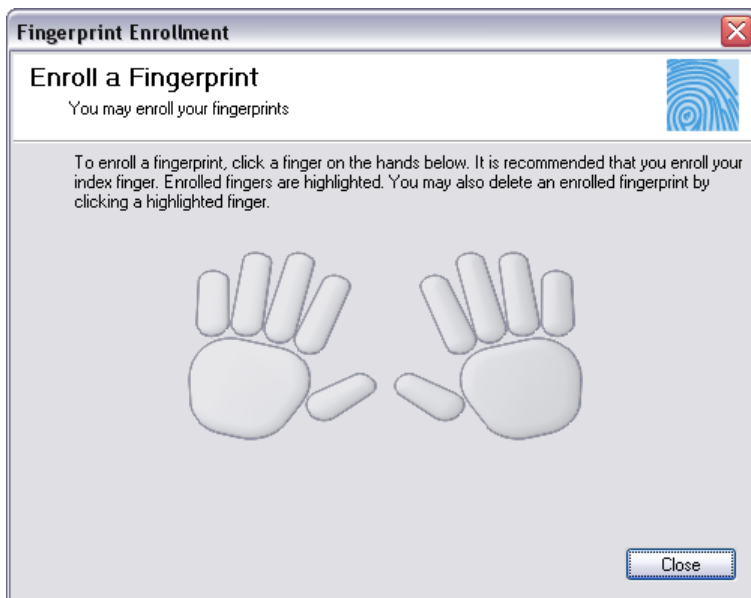 Fingerprint Enrollment
Enroll a Fingerprint
You may enroll your fingerprints
To enroll a fingerprint, click a finger on the hands below. It is recommended that you enroll your
index finger. Enrolled fingers are highlighted. You may also delete an enrolled fingerprint by
clicking a highlighted finger.
Close